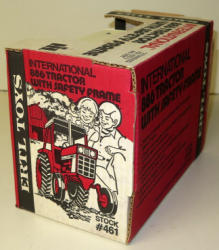 ERTL TOYS
INTERNATIONAL
886 TRACTOR
WITH SAFETY FRAME
STOCK
#461
INTERNATIONAL
886 TRACTOR
WITH SAFETY FRAME